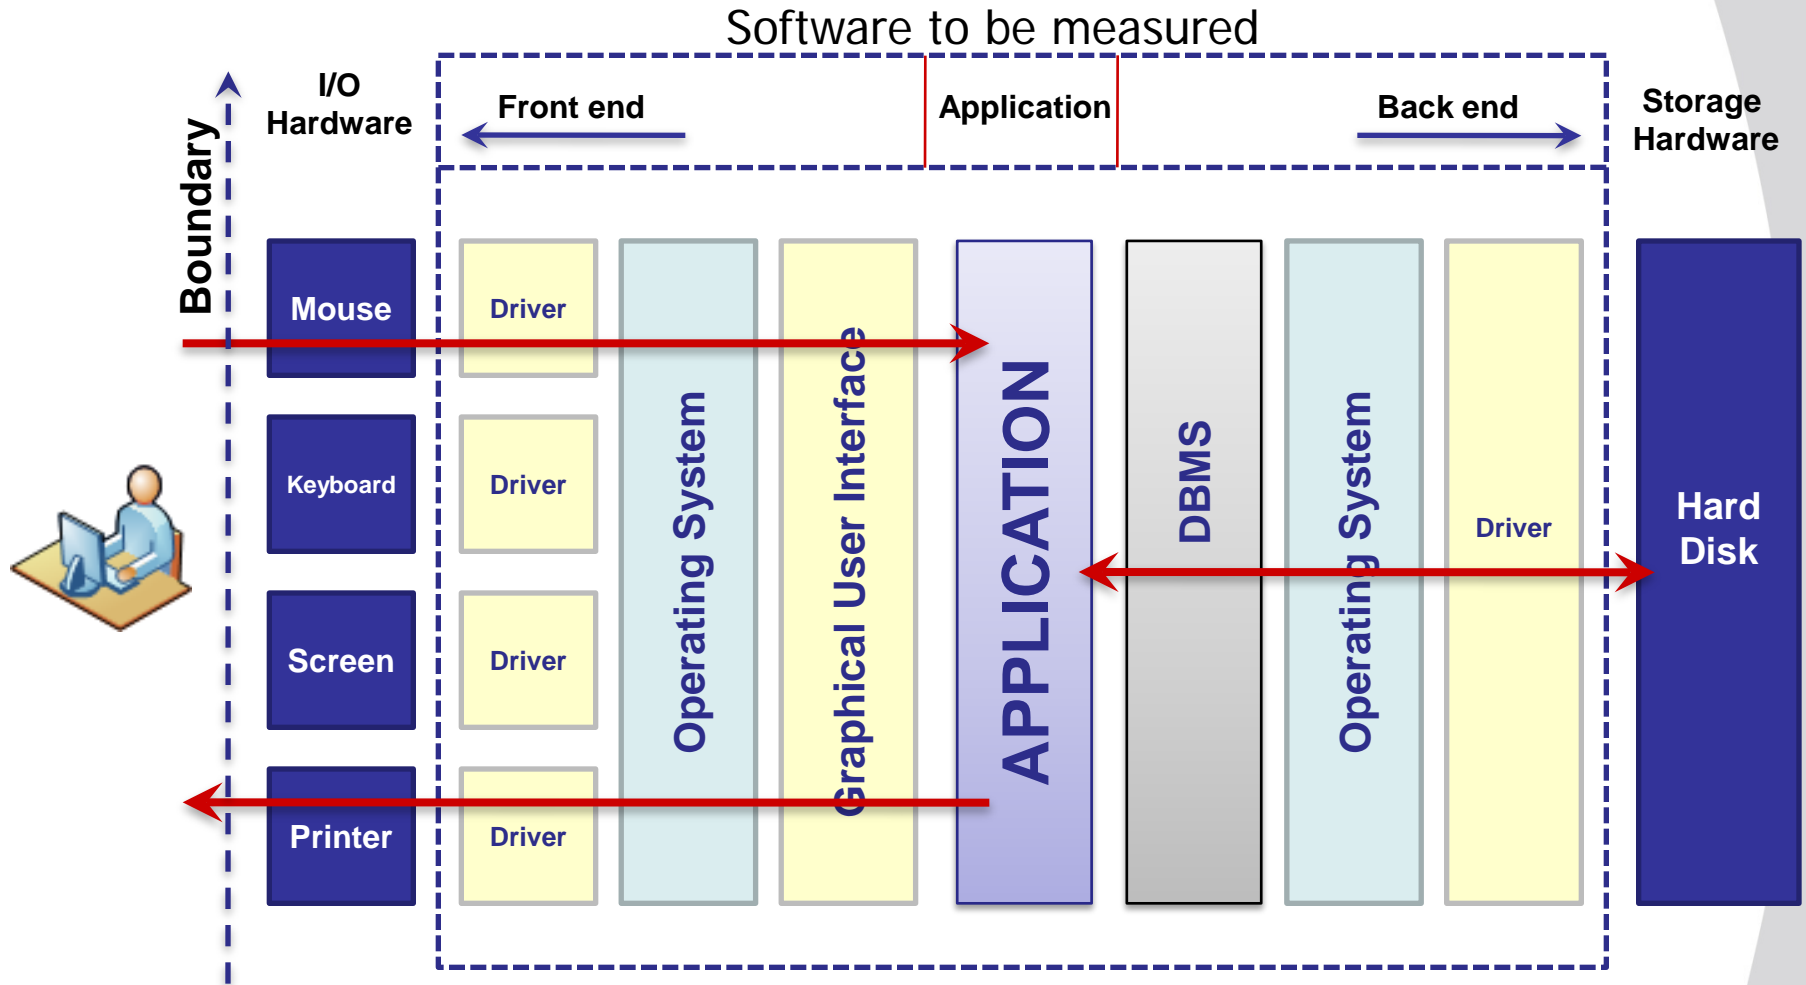 Software to be measured
Boundary
I/O
Hardware
Front end
Application
Back end
Storage
Hardware
Mouse
Keyboard
Screen
Printer
Driver
Driver
Driver
Driver
Operating System
Graphical User Interface
APPLICATION
DBMS
Operating System
Driver
Hard
Disk